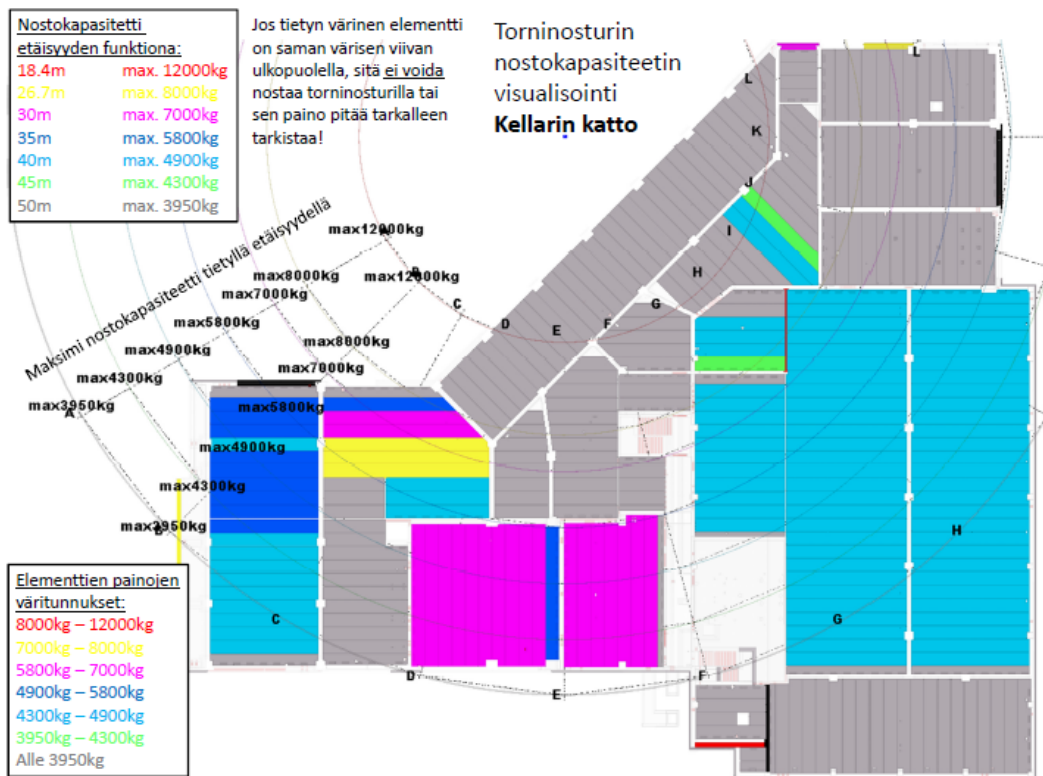 Nostokapasitetti
etäisyyden funktiona:
18.4m max. 12000kg
26.7m max. 8000kg
30m max. 7000kg
35m max. 5800kg
40m max. 4900kg
45m max. 4300kg
50m max. 3950kg
Jos tietyn värinen elementti
on saman värisen viivan
ulkopuolella, sitä ei voida
nostaa torninosturilla tai
sen paino pitää tarkalleen
tarkistaa!
Torninosturin
nostokapasiteetin
visualisointi
Kellarin katto
L
L
K
J
I
H
G
F
E
D
C
Maksimi nostokapasiteetti tietyllä etäisyydellä
max12000kg
max8000kg
max7000kg
max5800kg
max4900kg
max4300kg
max3950kg
A
max12000kg
max8000kg
max7000kg
max5800kg
max4900kg
max4300kg
max3950kg
B
C
D
E
F
G
H
Elementtien painojen
väritunnukset:
8000kg – 12000kg
7000kg – 8000kg
5800kg – 7000kg
4900kg – 5800kg
4300kg – 4900kg
3950kg – 4300kg
Alle 3950kg